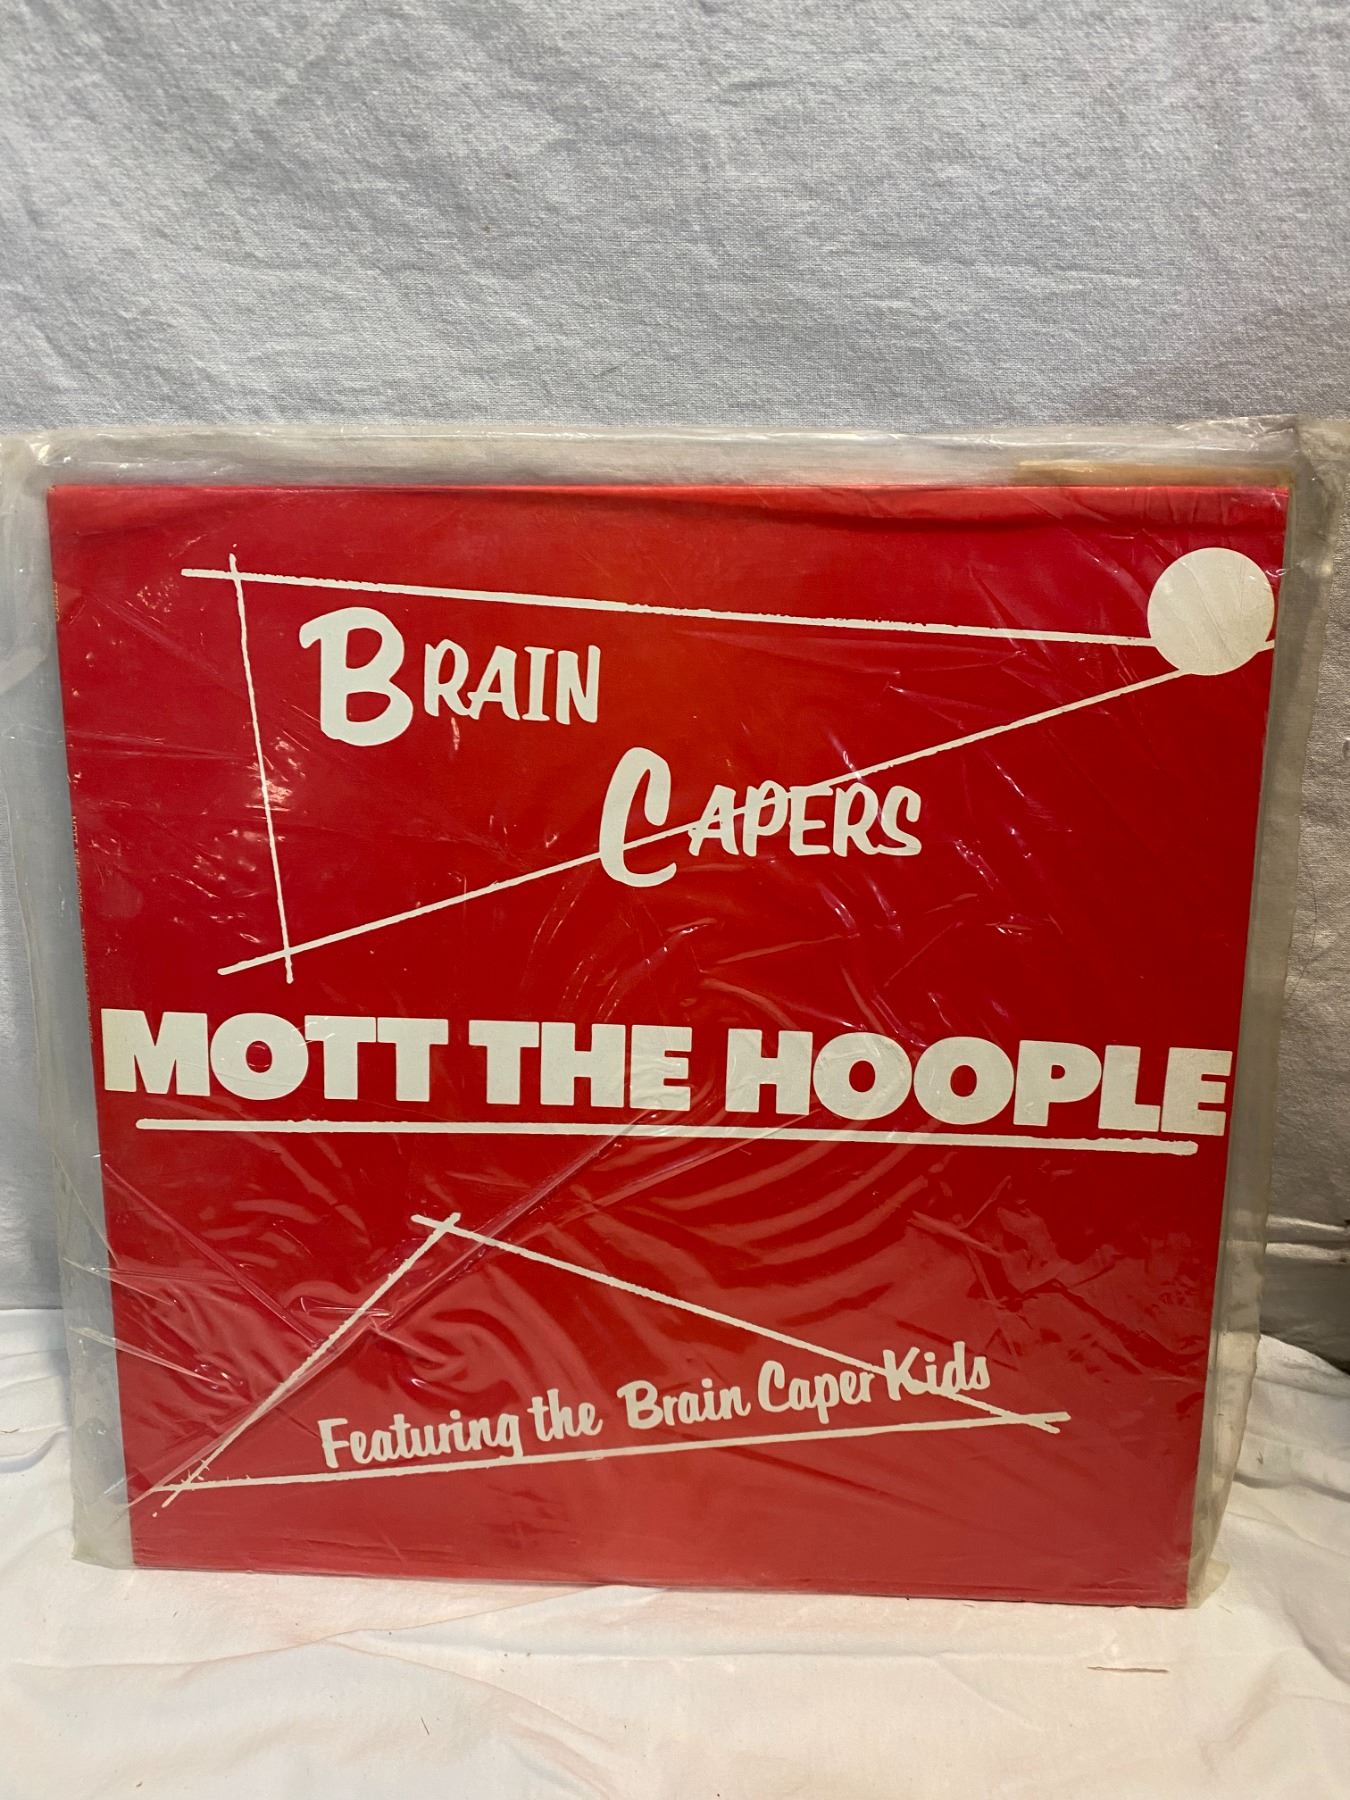 BRAIN
CAPERS
MOTT THE HOOPLE
Featuring the Brain Caper Kids